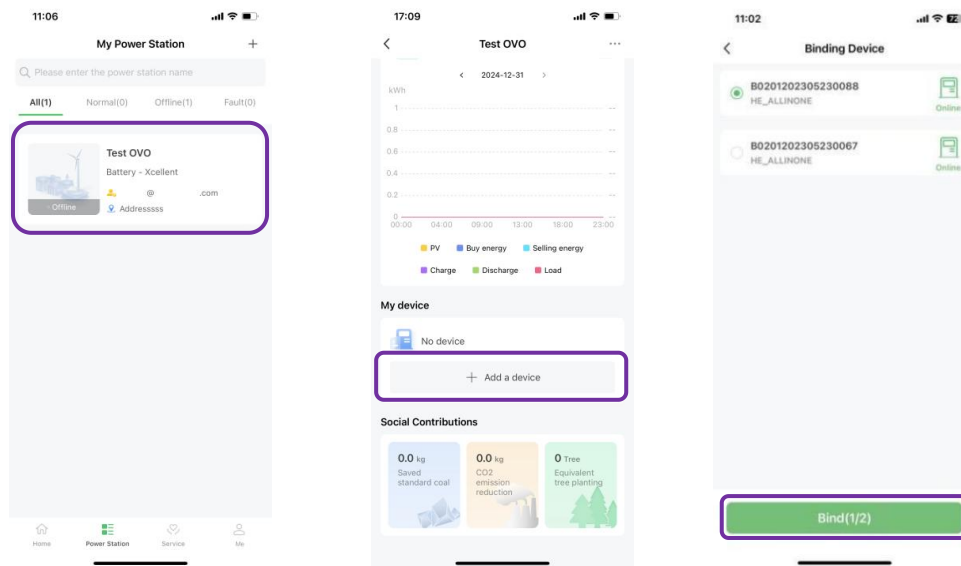 11:06
My Power Station
+
Please enter the power station name
All(1) Normal(0) Offline(1) Fault(0)
Test OVO
Battery - Xcellent
@ .com
- Offline
Addresssss
Home Power Station Service Me
17:09
Test OVO
2024-12-31
kWh
1 --
0.8 --
0.6 --
0.4 --
0.2 --
0 --
00:00 04:00 09:00 13:00 18:00 23:00
PV Buy energy Selling energy
Charge Discharge Load
My device
No device
+ Add a device
Social Contributions
0.0 kg
Saved
standard coal
0.0 kg
CO2
emission
reduction
0 Tree
Equivalent
tree planting
11:02
72
Binding Device
B0201202305230088
HE_ALLINONE
Online
B0201202305230067
HE_ALLINONE
Online
Bind(1/2)